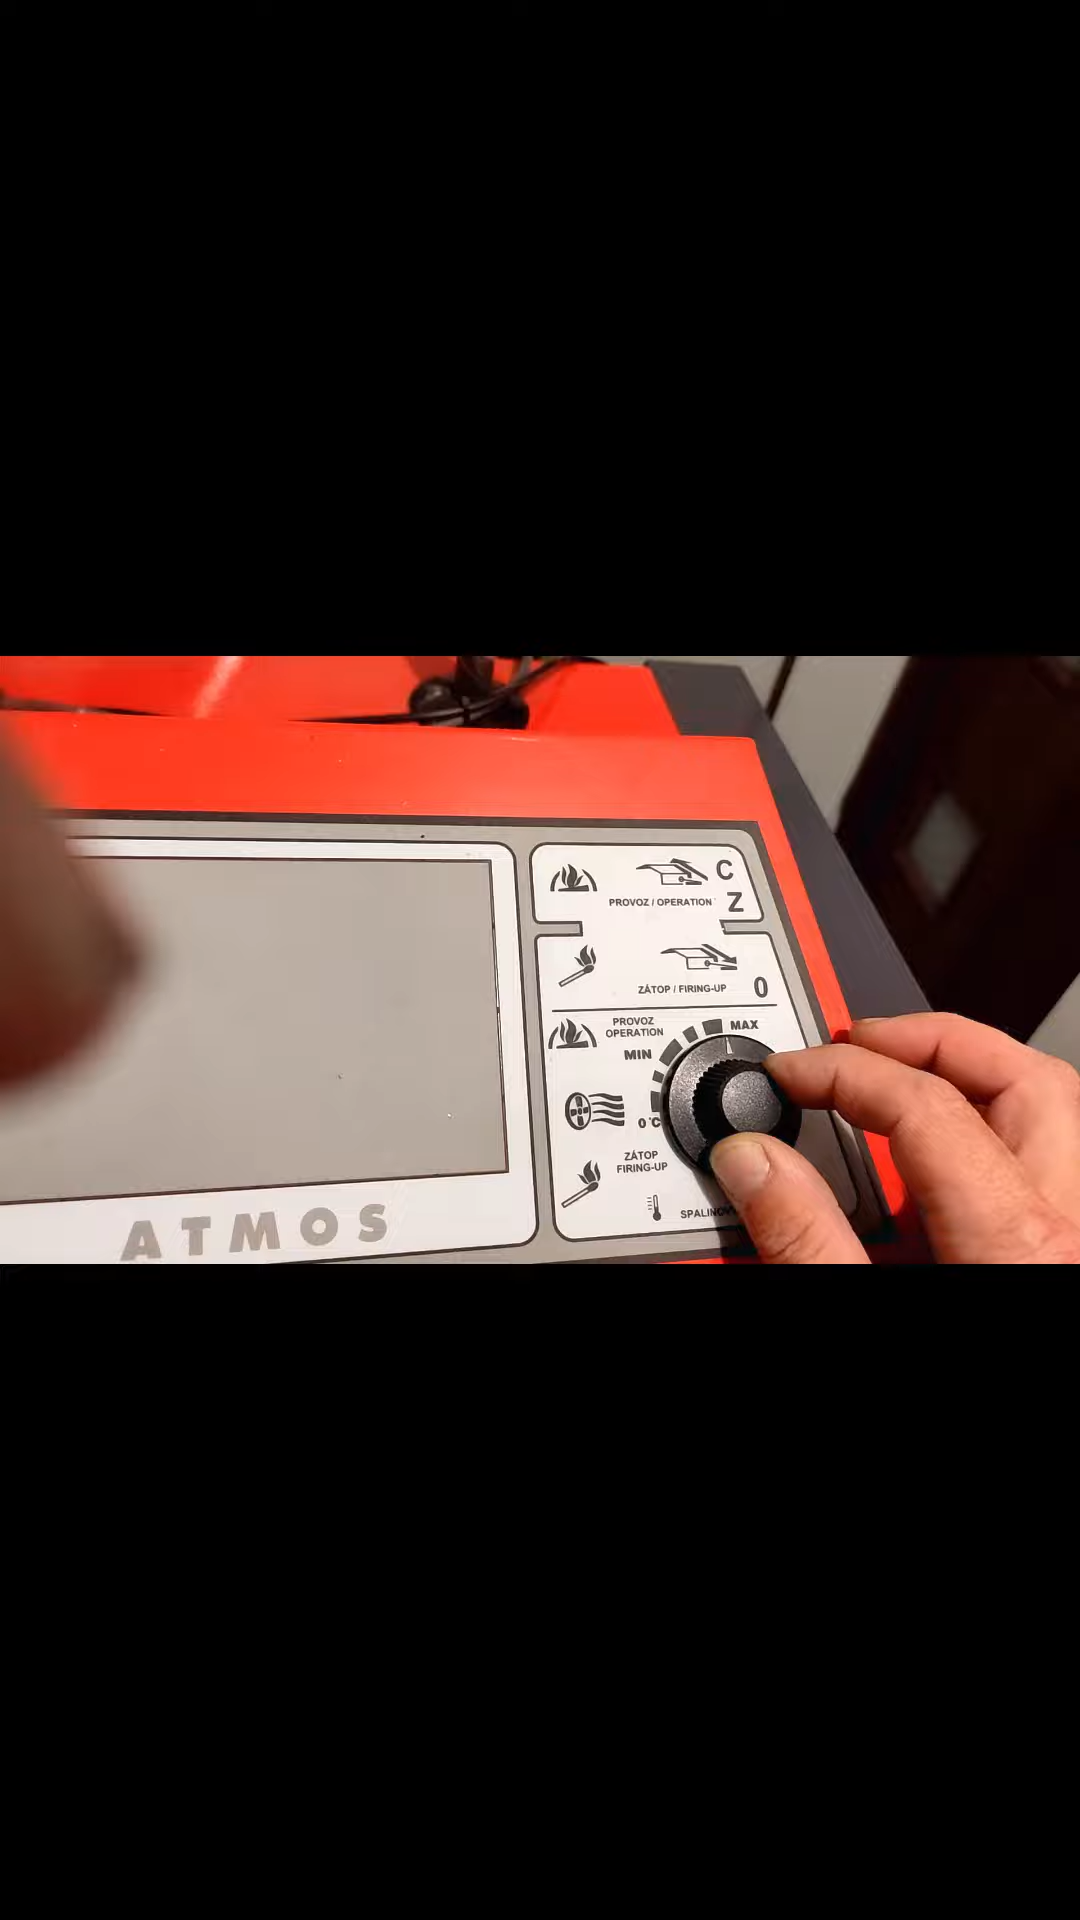 C
PROVOZ / OPERATION
Z
ZÁTOP / FIRING-UP
0
PROVOZ
OPERATION
MAX
MIN
0°C
ZÁTOP
FIRING-UP
ATMOS